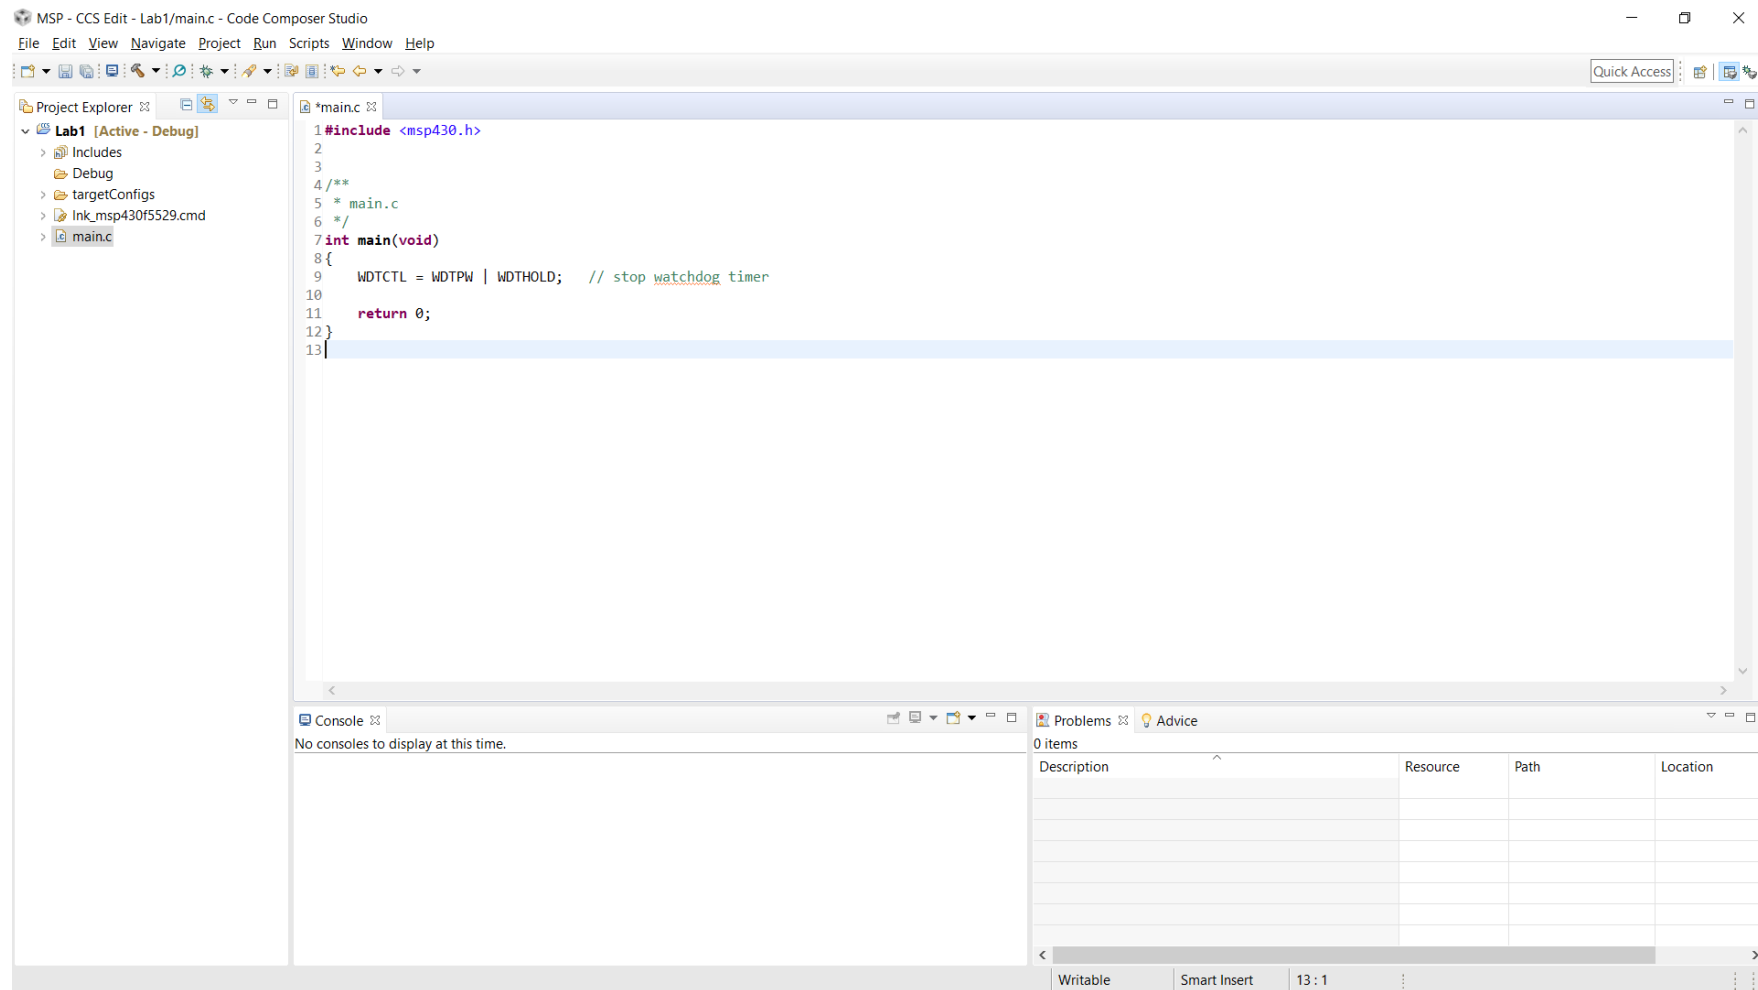 MSP - CCS Edit - Lab1/main.c - Code Composer Studio
File Edit View Navigate Project Run Scripts Window Help
Quick Access
Project Explorer
Lab1 [Active - Debug]
Includes
Debug
targetConfigs
lnk_msp430f5529.cmd
main.c
*main.c
1 #include <msp430.h>
2
3
4 /**
5 * main.c
6 */
7 int main(void)
8 {
9 WDTCTL = WDTPW | WDTHOLD; // stop watchdog timer
10
11 return 0;
12 }
13
Console
No consoles to display at this time.
Problems Advice
0 items
Description Resource Path Location
Writable Smart Insert 13 : 1